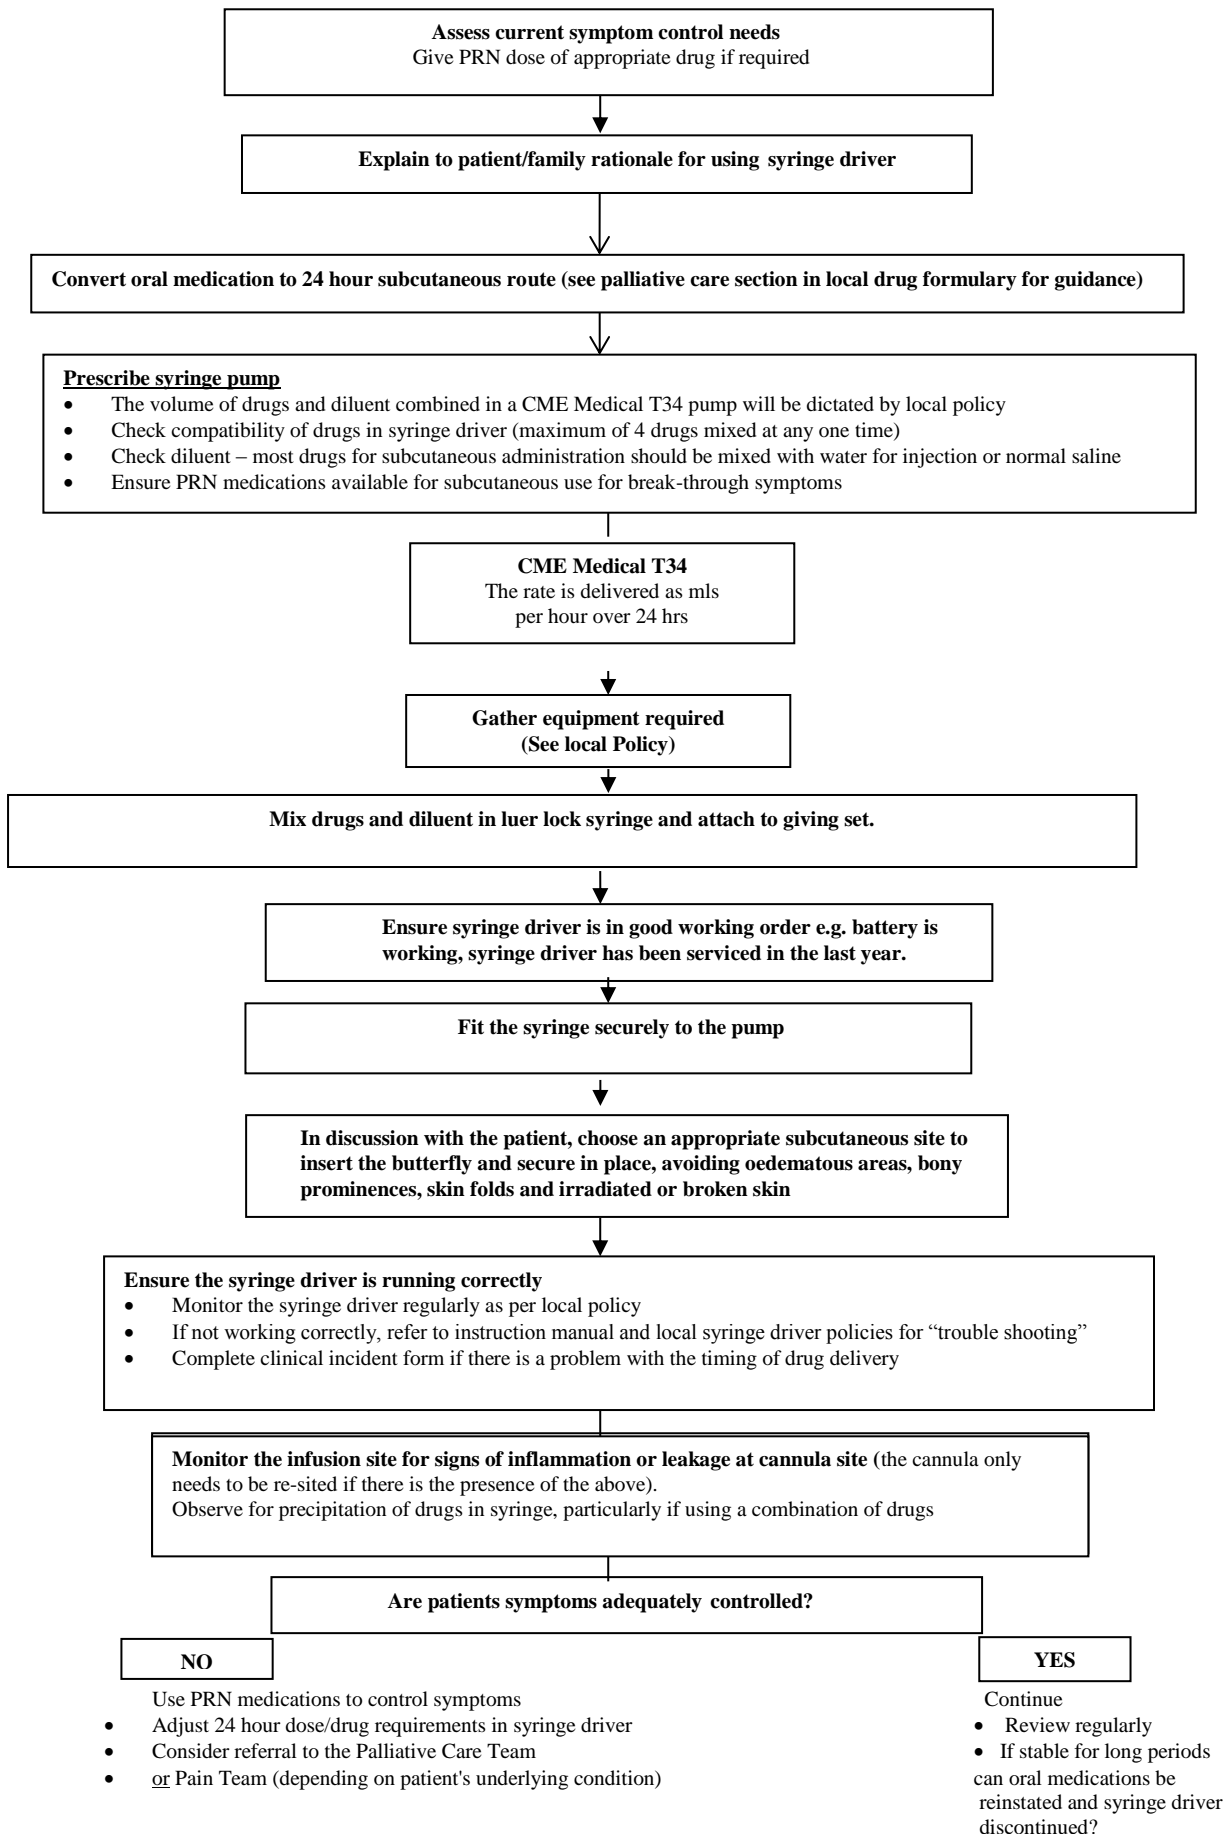 Assess current symptom control needs
Give PRN dose of appropriate drug if required
Explain to patient/family rationale for using syringe driver
Convert oral medication to 24 hour subcutaneous route (see palliative care section in local drug formulary for guidance)
Prescribe syringe pump
• The volume of drugs and diluent combined in a CME Medical T34 pump will be dictated by local policy
• Check compatibility of drugs in syringe driver (maximum of 4 drugs mixed at any one time)
• Check diluent – most drugs for subcutaneous administration should be mixed with water for injection or normal saline
• Ensure PRN medications available for subcutaneous use for break-through symptoms
CME Medical T34
The rate is delivered as mls
per hour over 24 hrs
Gather equipment required
(See local Policy)
Mix drugs and diluent in luer lock syringe and attach to giving set.
Ensure syringe driver is in good working order e.g. battery is
working, syringe driver has been serviced in the last year.
Fit the syringe securely to the pump
In discussion with the patient, choose an appropriate subcutaneous site to
insert the butterfly and secure in place, avoiding oedematous areas, bony
prominences, skin folds and irradiated or broken skin
Ensure the syringe driver is running correctly
• Monitor the syringe driver regularly as per local policy
• If not working correctly, refer to instruction manual and local syringe driver policies for “trouble shooting”
• Complete clinical incident form if there is a problem with the timing of drug delivery
Monitor the infusion site for signs of inflammation or leakage at cannula site (the cannula only
needs to be re-sited if there is the presence of the above).
Observe for precipitation of drugs in syringe, particularly if using a combination of drugs
Are patients symptoms adequately controlled?
NO
Use PRN medications to control symptoms
• Adjust 24 hour dose/drug requirements in syringe driver
• Consider referral to the Palliative Care Team
• or Pain Team (depending on patient's underlying condition)
YES
Continue
• Review regularly
• If stable for long periods
can oral medications be
reinstated and syringe driver
discontinued?